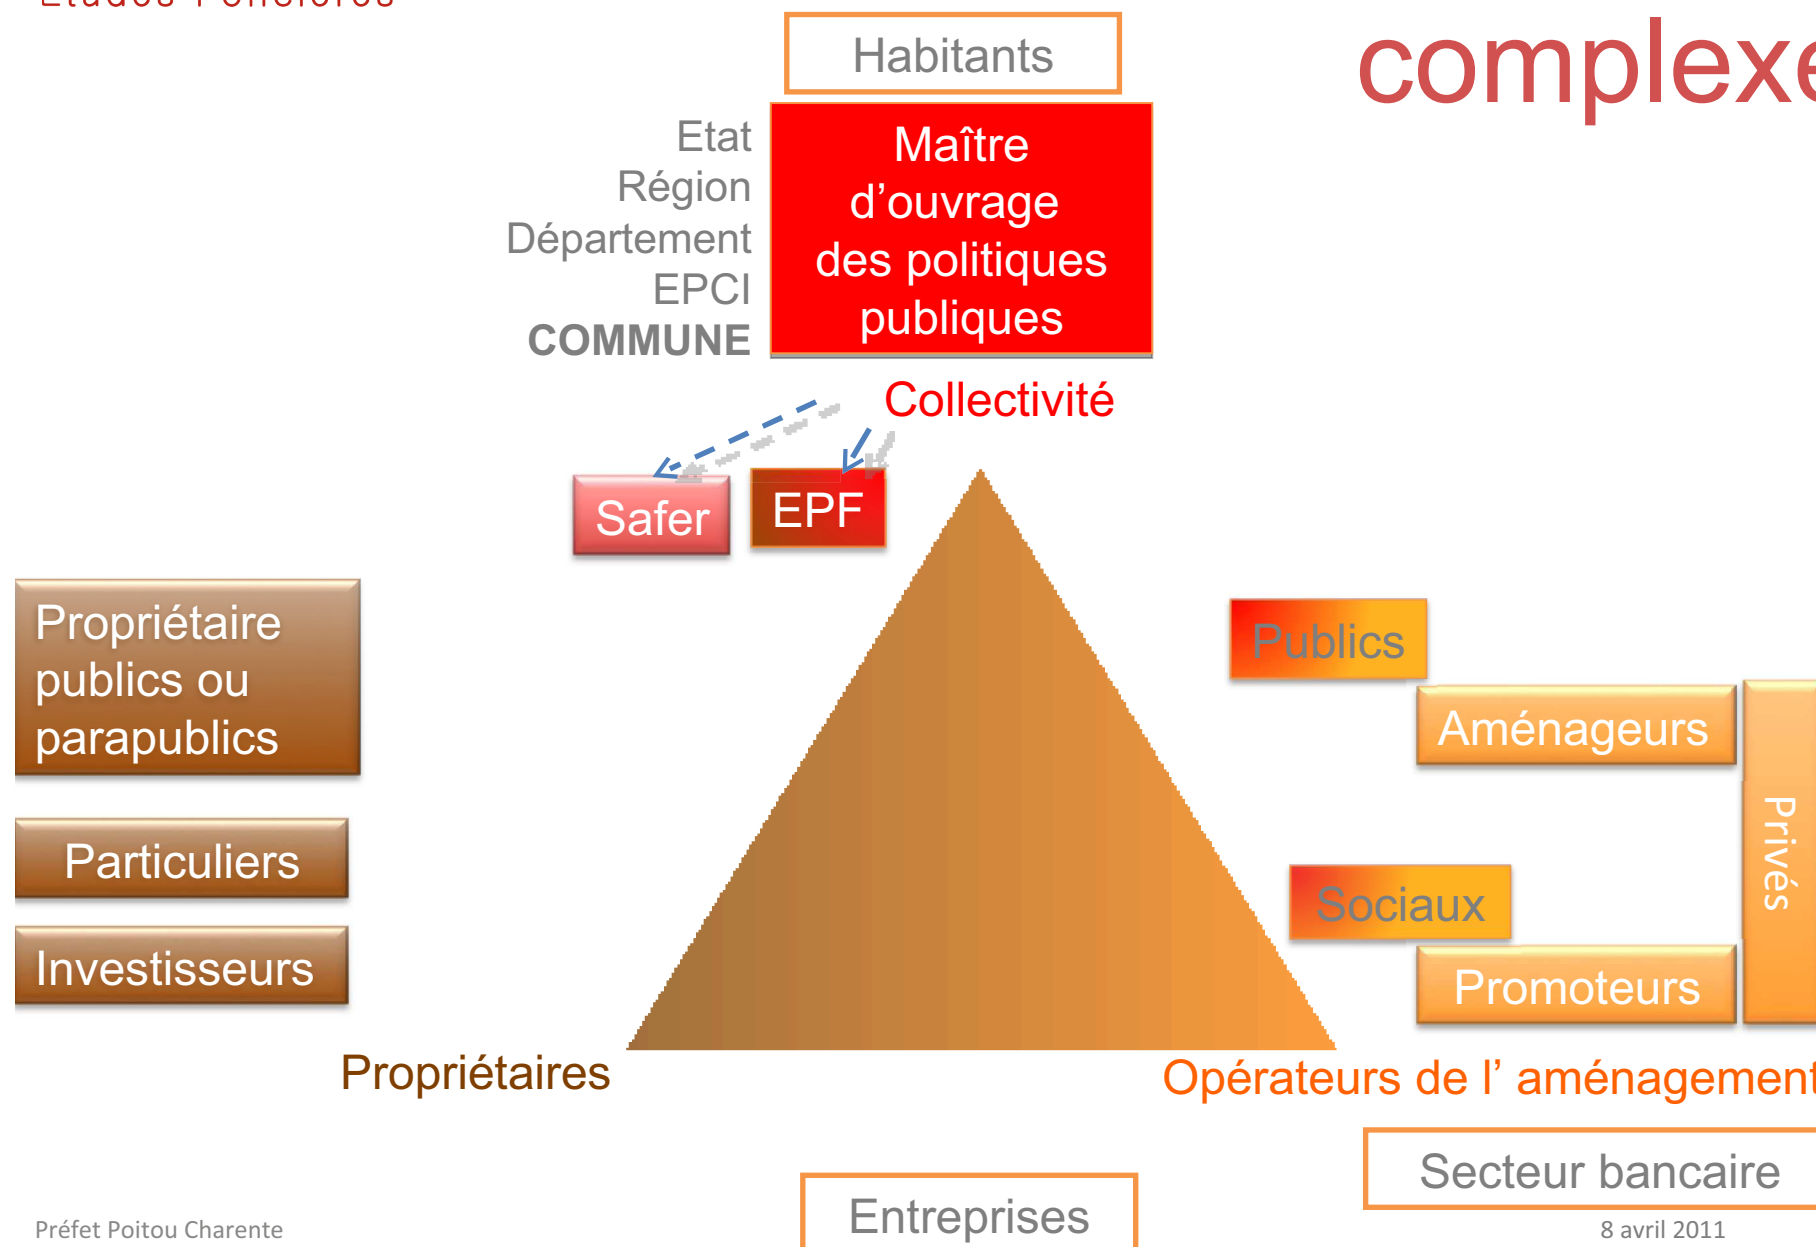 Etudes Foncières
complexe
Habitants
Etat
Région
Département
EPCI
COMMUNE
Maître
d’ouvrage
des politiques
publiques
Collectivité
Safer
EPF
Propriétaire
publics ou
parapublics
Particuliers
Investisseurs
Publics
Aménageurs
Privés
Sociaux
Promoteurs
Propriétaires
Opérateurs de l’ aménagement
Secteur bancaire
Entreprises
Préfet Poitou Charente
8 avril 2011